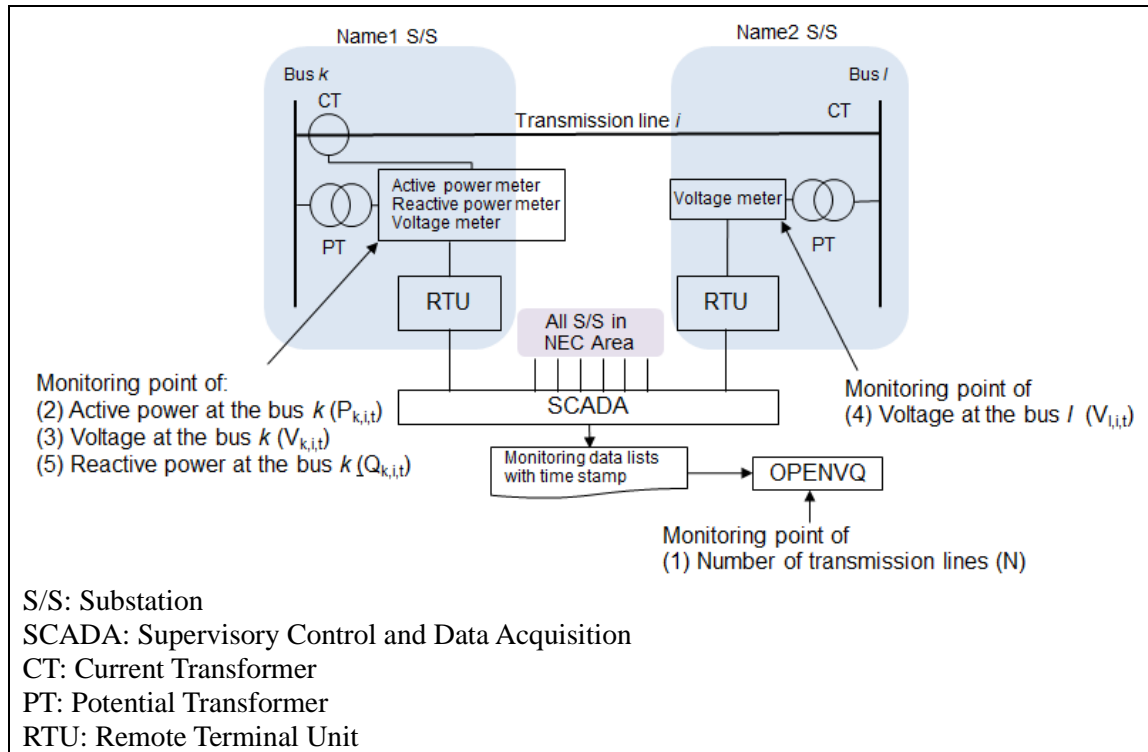 Name1 S/S
Name2 S/S
Bus k
Bus l
CT
CT
Transmission line i
Active power meter
Reactive power meter
Voltage meter
Voltage meter
PT
PT
RTU
RTU
All S/S in
NEC Area
Monitoring point of:
(2) Active power at the bus k (Pk,i,t)
(3) Voltage at the bus k (Vk,i,t)
(5) Reactive power at the bus k (Qk,i,t)
SCADA
Monitoring point of
(4) Voltage at the bus l (Vl,i,t)
Monitoring data lists
with time stamp
OPENVQ
Monitoring point of
(1) Number of transmission lines (N)
S/S: Substation
SCADA: Supervisory Control and Data Acquisition
CT: Current Transformer
PT: Potential Transformer
RTU: Remote Terminal Unit